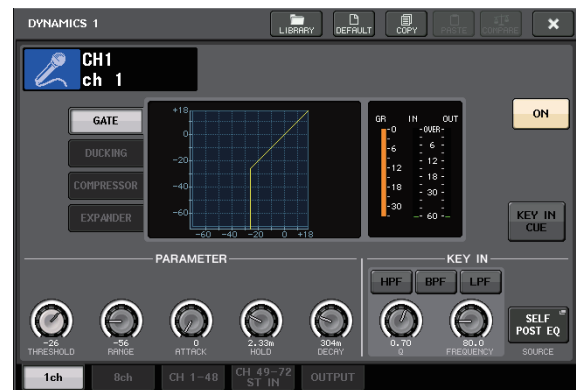 DYNAMICS 1
LIBRARY DEFAULT COPY PASTE COMPARE
CH1
ch 1
GATE
DUCKING
COMPRESSOR
EXPANDER
+18
0
-20
-40
-60
-60 -40 -20 0 +18
GR IN OUT
-0 -OVER-
-6 - 6 -
- 12 -
-12 - 18 -
-18 - 30 -
-30
- 60 -
ON
KEY IN
CUE
PARAMETER
KEY IN
HPF BPF LPF
-26 -56 0 2.33m 304m 0.70 80.0
THRESHOLD RANGE ATTACK HOLD DECAY Q FREQUENCY
SELF
POST EQ
SOURCE
1ch 8ch CH 1-48 CH 49-72
ST IN OUTPUT